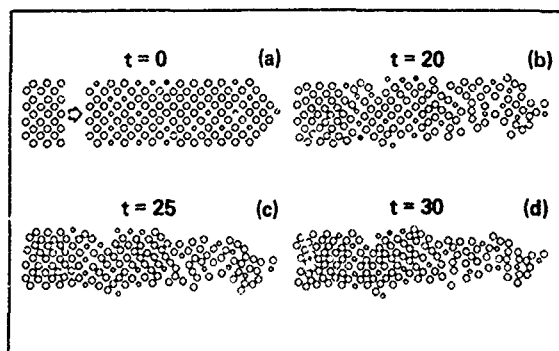 t = 0 (a)
t = 20 (b)
t = 25 (c)
t = 30 (d)